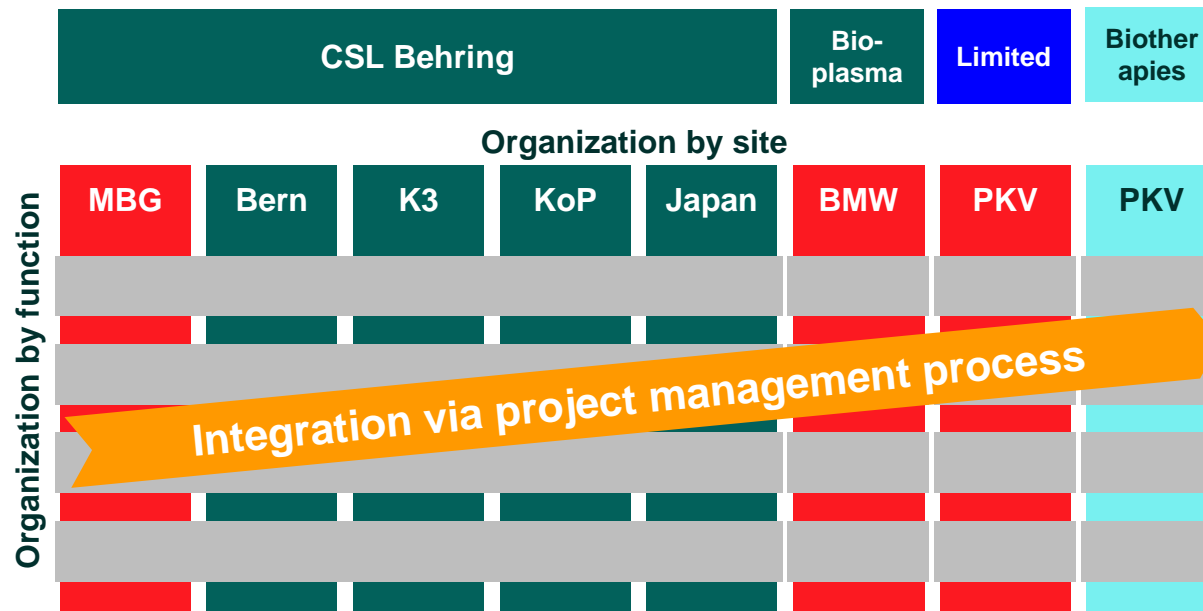 CSL Behring
Bio-
plasma
Limited
Biother
apies
Organization by site
MBG
Bern
K3
KoP
Japan
BMW
PKV
PKV
Organization by function
Integration via project management process